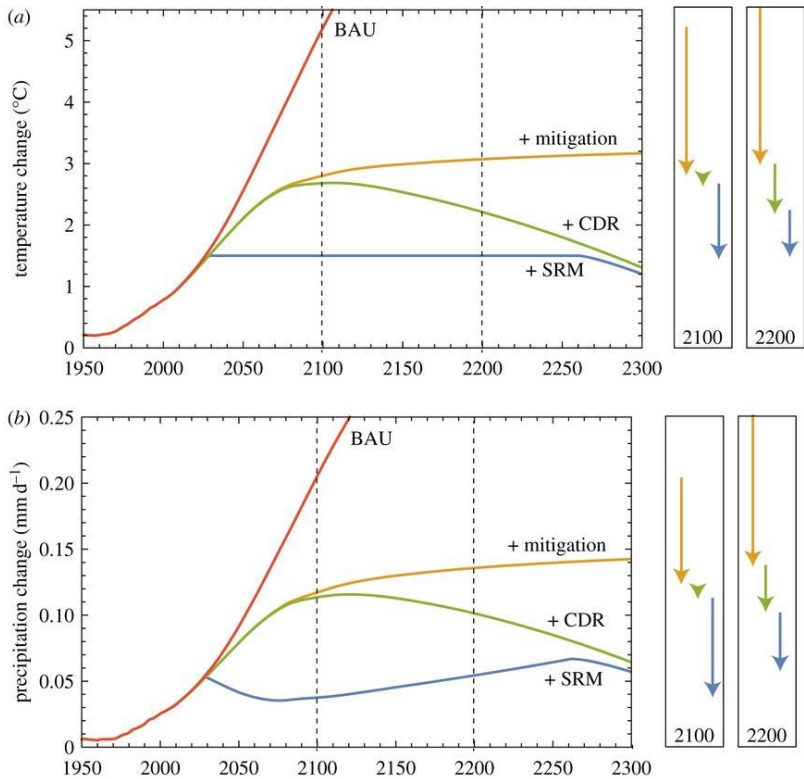 (a)
5
4
3
2
1
0
temperature change (°C)
BAU
+ mitigation
+ CDR
+ SRM
1950 2000 2050 2100 2150 2200 2250 2300
2100 2200
(b)
0.25
0.20
0.15
0.10
0.05
0
precipitation change (mm d⁻¹)
BAU
+ mitigation
+ CDR
+ SRM
1950 2000 2050 2100 2150 2200 2250 2300
2100 2200